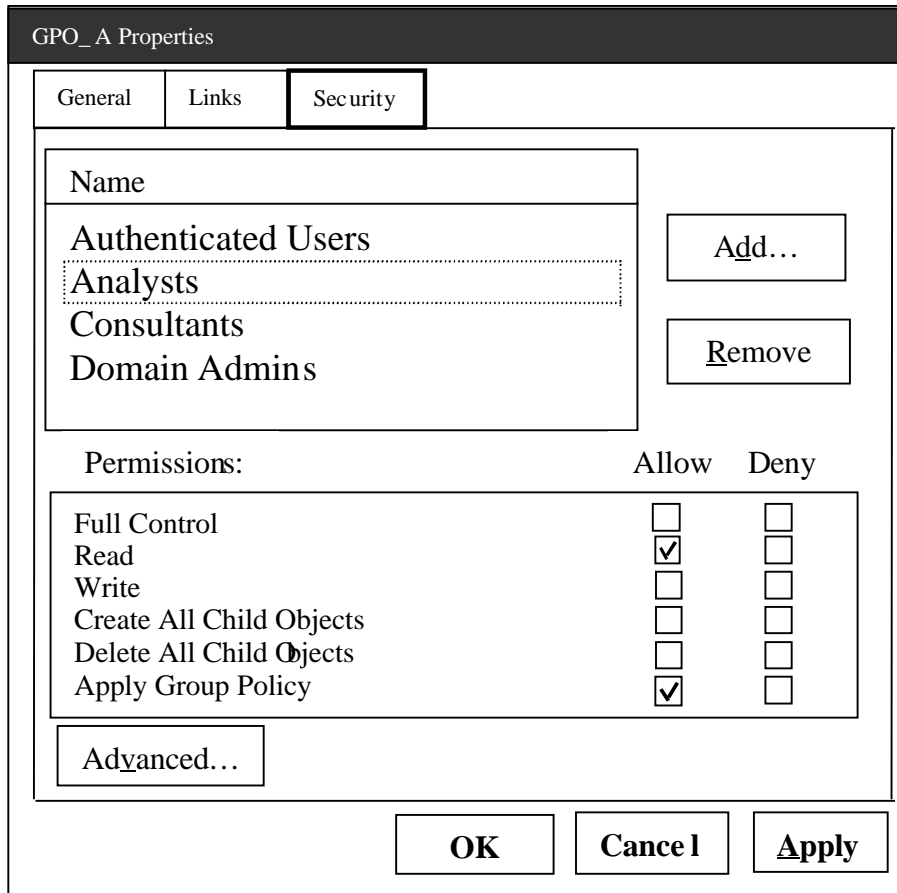 GPO_A Properties
General Links Security
Name
Authenticated Users
Analysts
Consultants
Domain Admins
Add…
Remove
Permissions: Allow Deny
Full Control
Read
Write
Create All Child Objects
Delete All Child Objects
Apply Group Policy
Advanced…
OK Cancel Apply